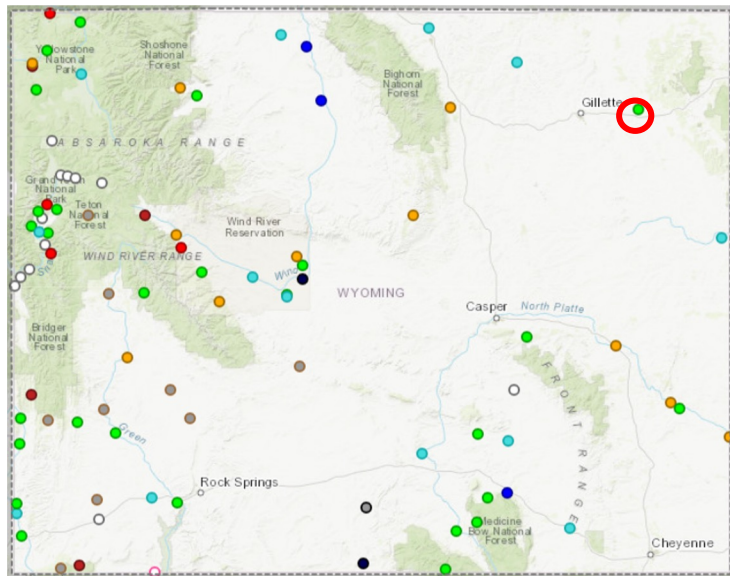 Yellowstone
National
Park
Shoshone
National
Forest
Bighorn
National
Forest
Gillette
ABSAROKA RANGE
National
Park
Teton
National
Forest
Wind River
Reservation
WIND RIVER RANGE
Wind
WYOMING
Casper
North Platte
Bridger
National
Forest
FRONT RANGE
Green
Rock Springs
Medicine
Bow National
Forest
Cheyenne